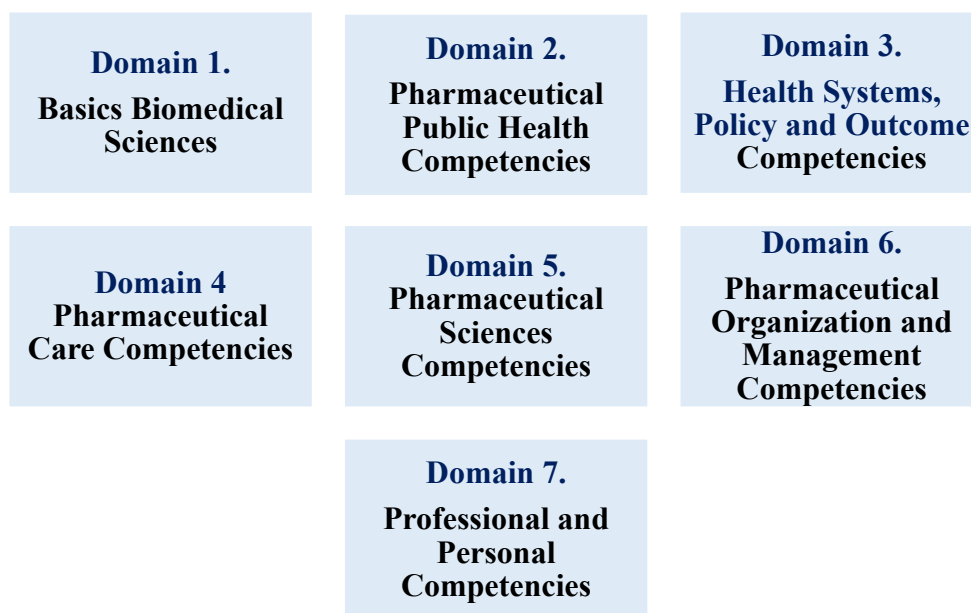 Domain 1.
Basics Biomedical
Sciences
Domain 2.
Pharmaceutical
Public Health
Competencies
Domain 3.
Health Systems,
Policy and Outcome
Competencies
Domain 4
Pharmaceutical
Care Competencies
Domain 5.
Pharmaceutical
Sciences
Competencies
Domain 6.
Pharmaceutical
Organization and
Management
Competencies
Domain 7.
Professional and
Personal
Competencies